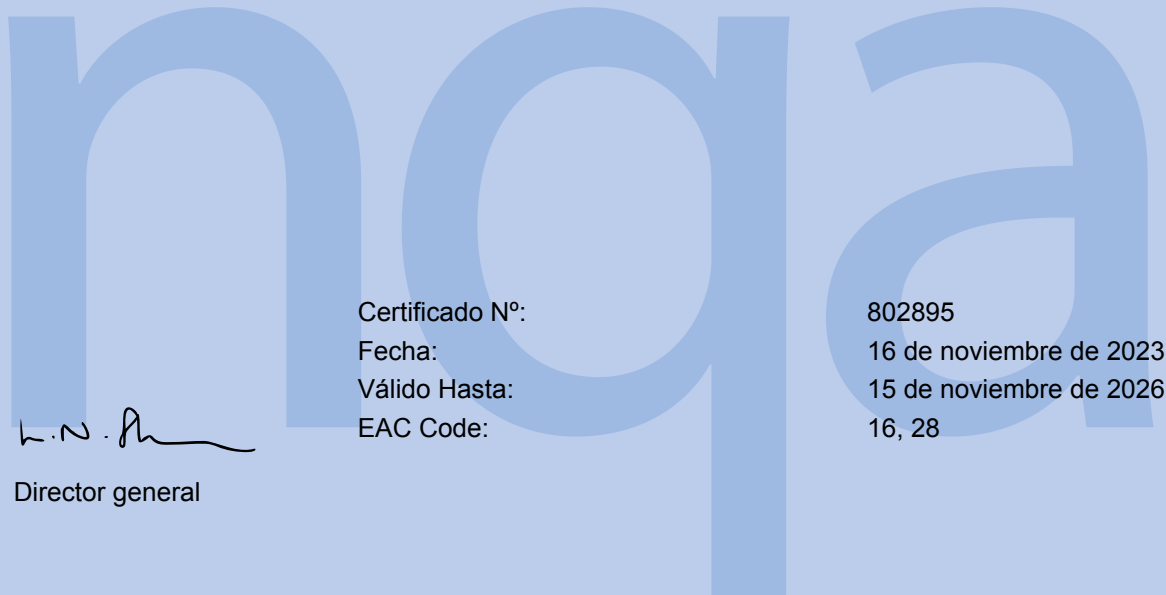 nqa
Certificado Nº: 802895
Fecha: 16 de noviembre de 2023
Válido Hasta: 15 de noviembre de 2026
EAC Code: 16, 28
L.N.
Director general